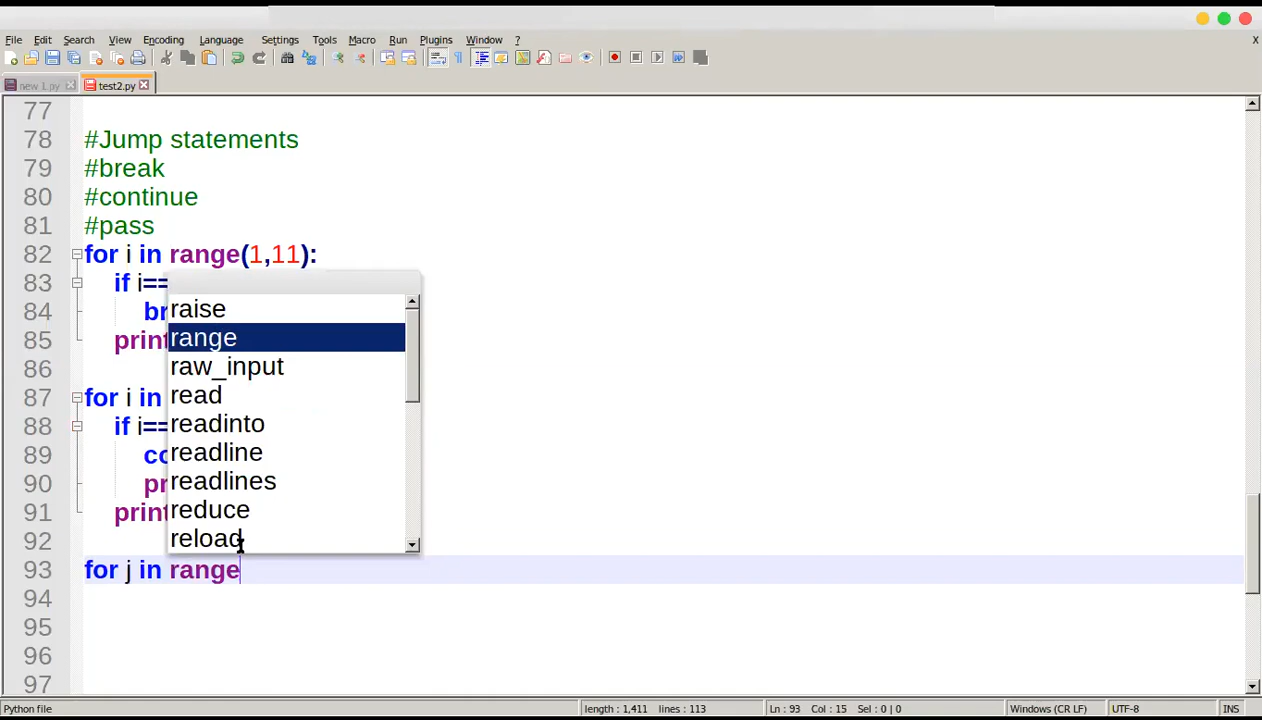 File Edit Search View Encoding Language Settings Tools Macro Run Plugins Window ? X
new 1.py test2.py
77
78 #Jump statements
79 #break
80 #continue
81 #pass
82 for i in range(1,11):
83 if i==
84 br
85 print
86
87 for i in
88 if i==
89 co
90 pr
91 print
92
93 for j in range
94
95
96
97
raise
range
raw_input
read
readinto
readline
readlines
reduce
reload
Python file length : 1,411 lines : 113 Ln : 93 Col : 15 Sel : 0 | 0 Windows (CR LF) UTF-8 INS